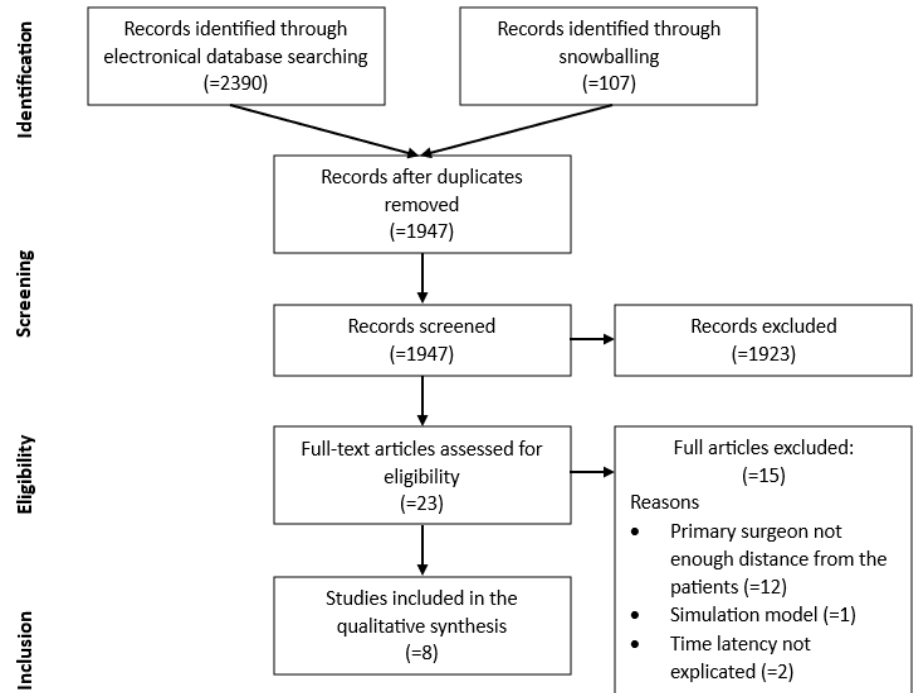 Identification
Records identified through
electronical database searching
(=2390)
Records identified through
snowballing
(=107)
Records after duplicates
removed
(=1947)
Screening
Records screened
(=1947)
Records excluded
(=1923)
Eligibility
Full-text articles assessed for
eligibility
(=23)
Full articles excluded:
(=15)
Reasons
• Primary surgeon not
enough distance from the
patients (=12)
• Simulation model (=1)
• Time latency not
explicated (=2)
Inclusion
Studies included in the
qualitative synthesis
(=8)